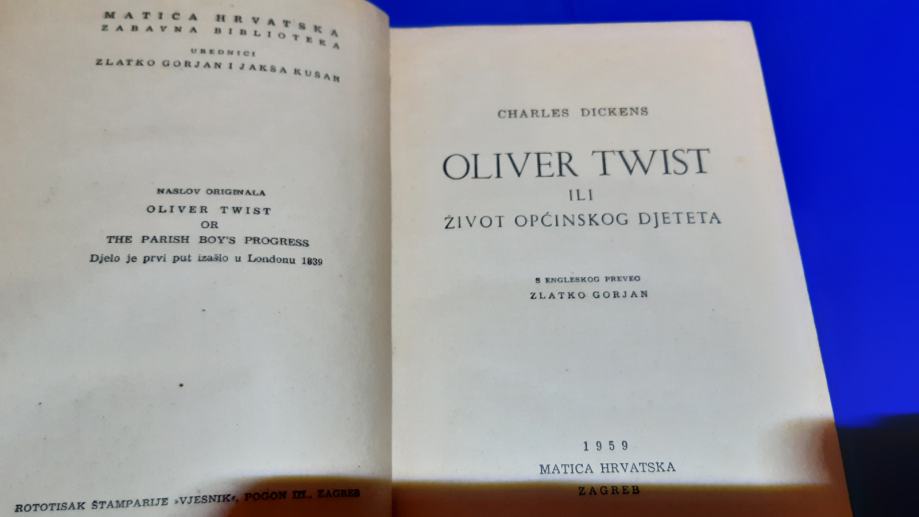 MATICA HRVATSKA
ZABAVNA BIBLIOTEKA
UREDNICI
ZLATKO GORJAN I JAKŠA KUŠAN
NASLOV ORIGINALA
OLIVER TWIST
OR
THE PARISH BOY'S PROGRESS
Djelo je prvi put izašlo u Londonu 1839
ROTOTISAK ŠTAMPARIJE »VJESNIK«, POGON III., ZAGREB
CHARLES DICKENS
OLIVER TWIST
ILI
ŽIVOT OPĆINSKOG DJETETA
S ENGLESKOG PREVEO
ZLATKO GORJAN
1959
MATICA HRVATSKA
ZAGREB